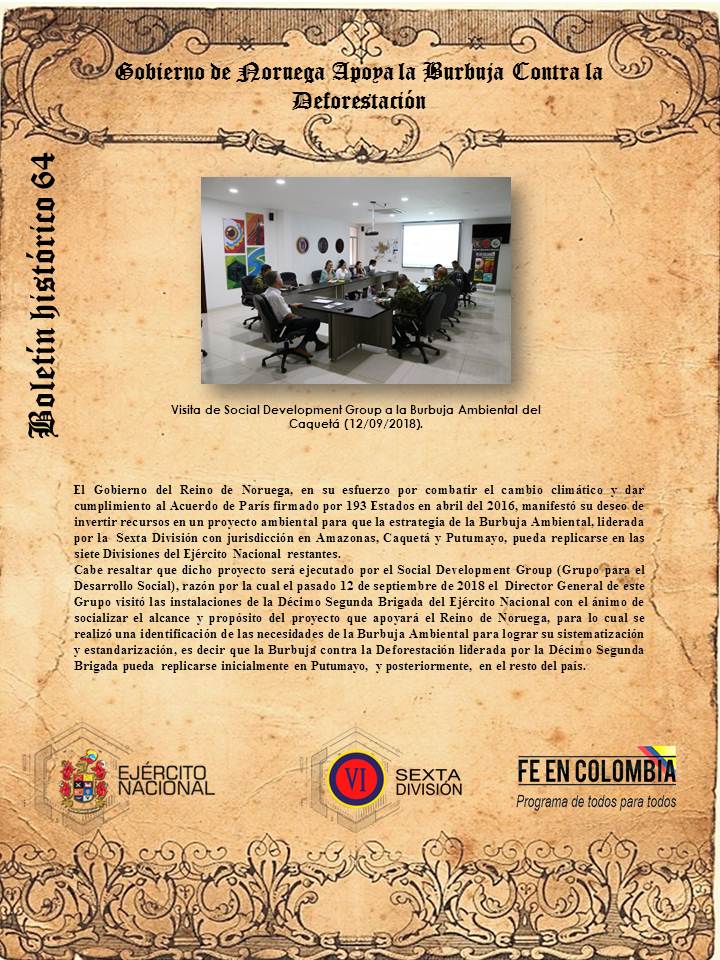 Gobierno de Noruega Apoya la Burbuja Contra la
Deforestación
Boletín histórico 64
Visita de Social Development Group a la Burbuja Ambiental del
Caquetá (12/09/2018).
El Gobierno del Reino de Noruega, en su esfuerzo por combatir el cambio climático y dar
cumplimiento al Acuerdo de París firmado por 193 Estados en abril del 2016, manifestó su deseo de
invertir recursos en un proyecto ambiental para que la estrategia de la Burbuja Ambiental, liderada
por la Sexta División con jurisdicción en Amazonas, Caquetá y Putumayo, pueda replicarse en las
siete Divisiones del Ejército Nacional restantes.
Cabe resaltar que dicho proyecto será ejecutado por el Social Development Group (Grupo para el
Desarrollo Social), razón por la cual el pasado 12 de septiembre de 2018 el Director General de este
Grupo visitó las instalaciones de la Décimo Segunda Brigada del Ejército Nacional con el ánimo de
socializar el alcance y propósito del proyecto que apoyará el Reino de Noruega, para lo cual se
realizó una identificación de las necesidades de la Burbuja Ambiental para lograr su sistematización
y estandarización, es decir que la Burbuja contra la Deforestación liderada por la Décimo Segunda
Brigada pueda replicarse inicialmente en Putumayo, y posteriormente, en el resto del país.
EJÉRCITO
NACIONAL
VI
SEXTA
DIVISIÓN
FE EN COLOMBIA
Programa de todos para todos